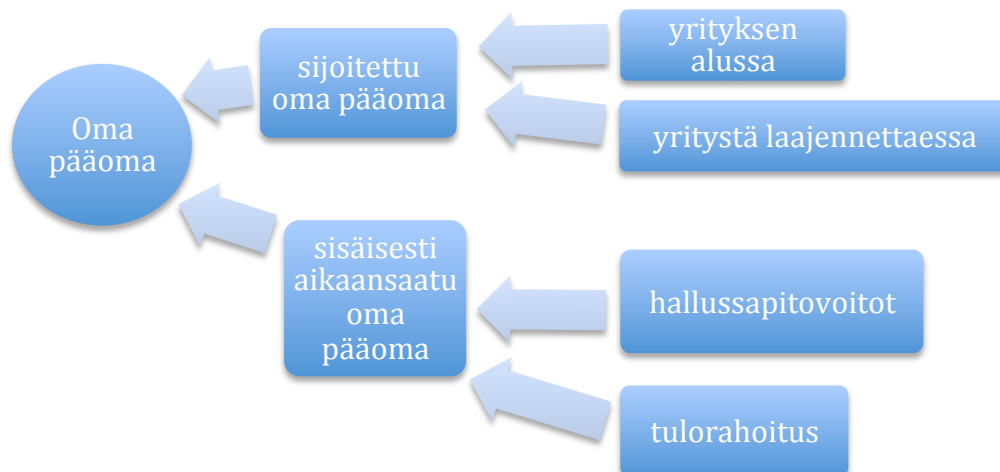 Oma
pääoma
sijoitettu
oma pääoma
yrityksen
alussa
yritystä laajennettaessa
sisäisesti
aikaansaatu
oma
pääoma
hallussapitovoitot
tulorahoitus